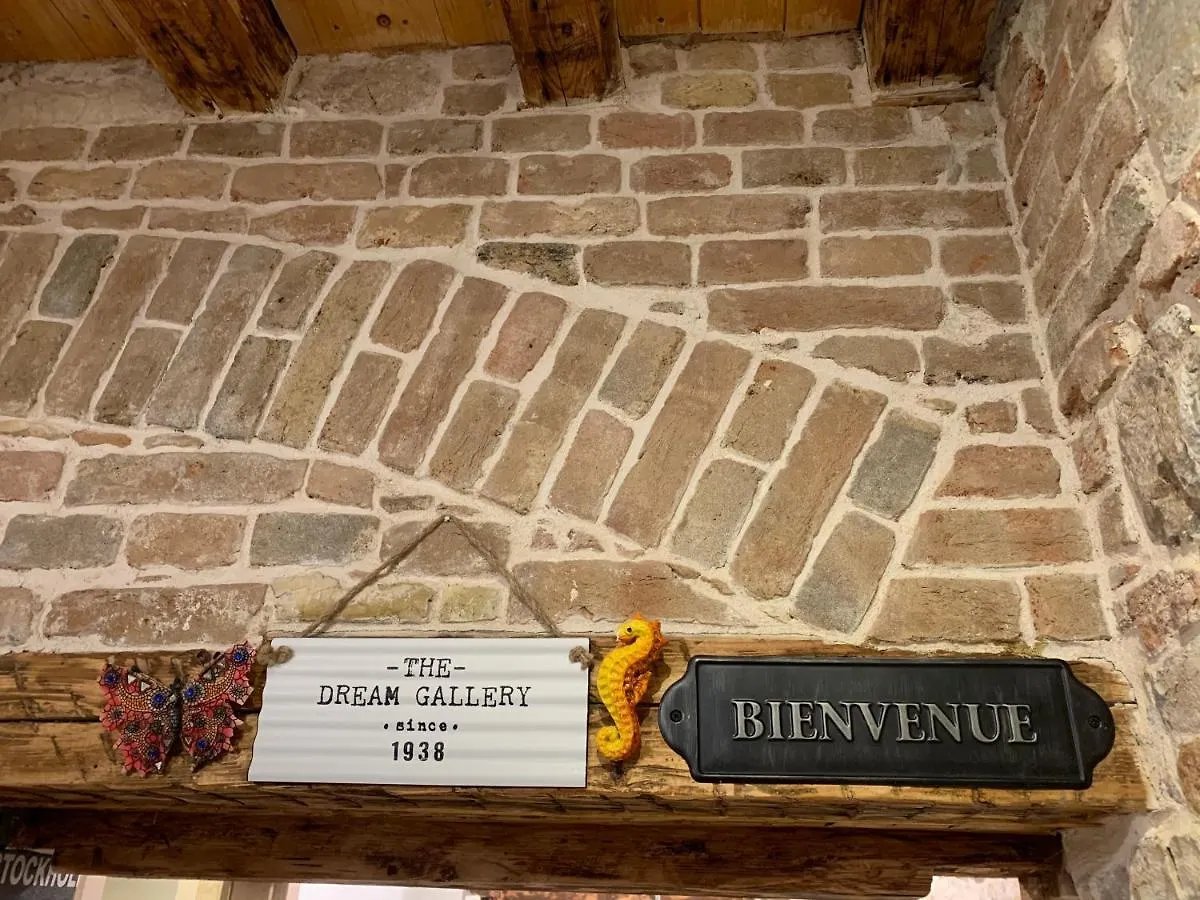 -THE-
DREAM GALLERY
•since•
1938
BIENVENUE